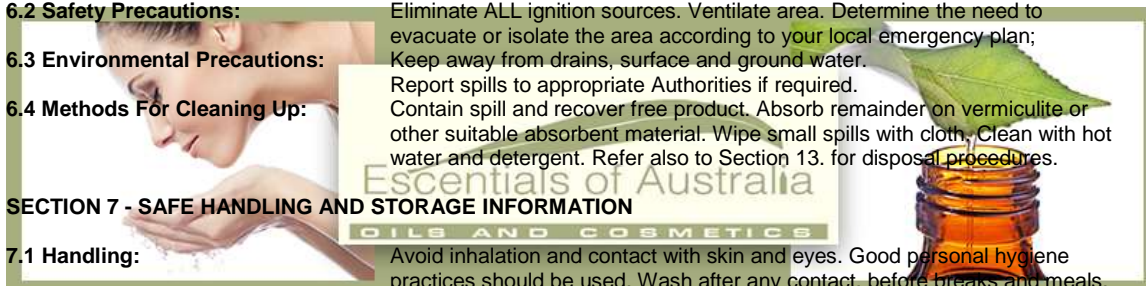 6.2 Safety Precautions: Eliminate ALL ignition sources. Ventilate area. Determine the need to
evacuate or isolate the area according to your local emergency plan;
6.3 Environmental Precautions: Keep away from drains, surface and ground water.
Report spills to appropriate Authorities if required.
6.4 Methods For Cleaning Up: Contain spill and recover free product. Absorb remainder on vermiculite or
other suitable absorbent material. Wipe small spills with cloth. Clean with hot
water and detergent. Refer also to Section 13. for disposal procedures.
Escentials of Australia
SECTION 7 - SAFE HANDLING AND STORAGE INFORMATION
OILS AND COSMETICS
7.1 Handling: Avoid inhalation and contact with skin and eyes. Good personal hygiene
practices should be used. Wash after any contact, before breaks and meals,